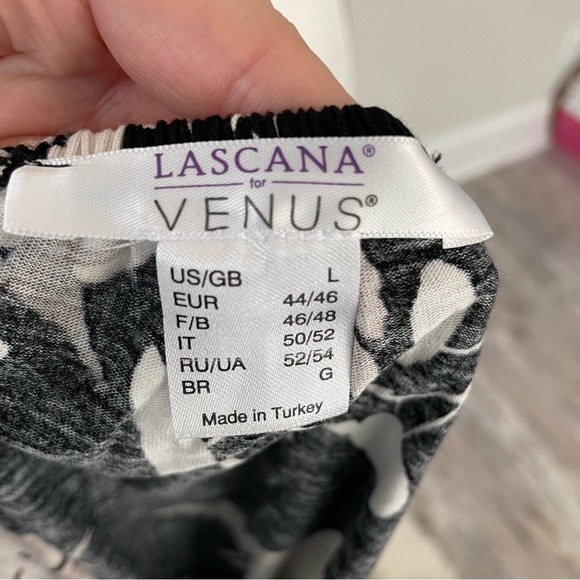 LASCANA®
for
VENUS®
US/GB L
EUR 44/46
F/B 46/48
IT 50/52
RU/UA 52/54
BR G
Made in Turkey